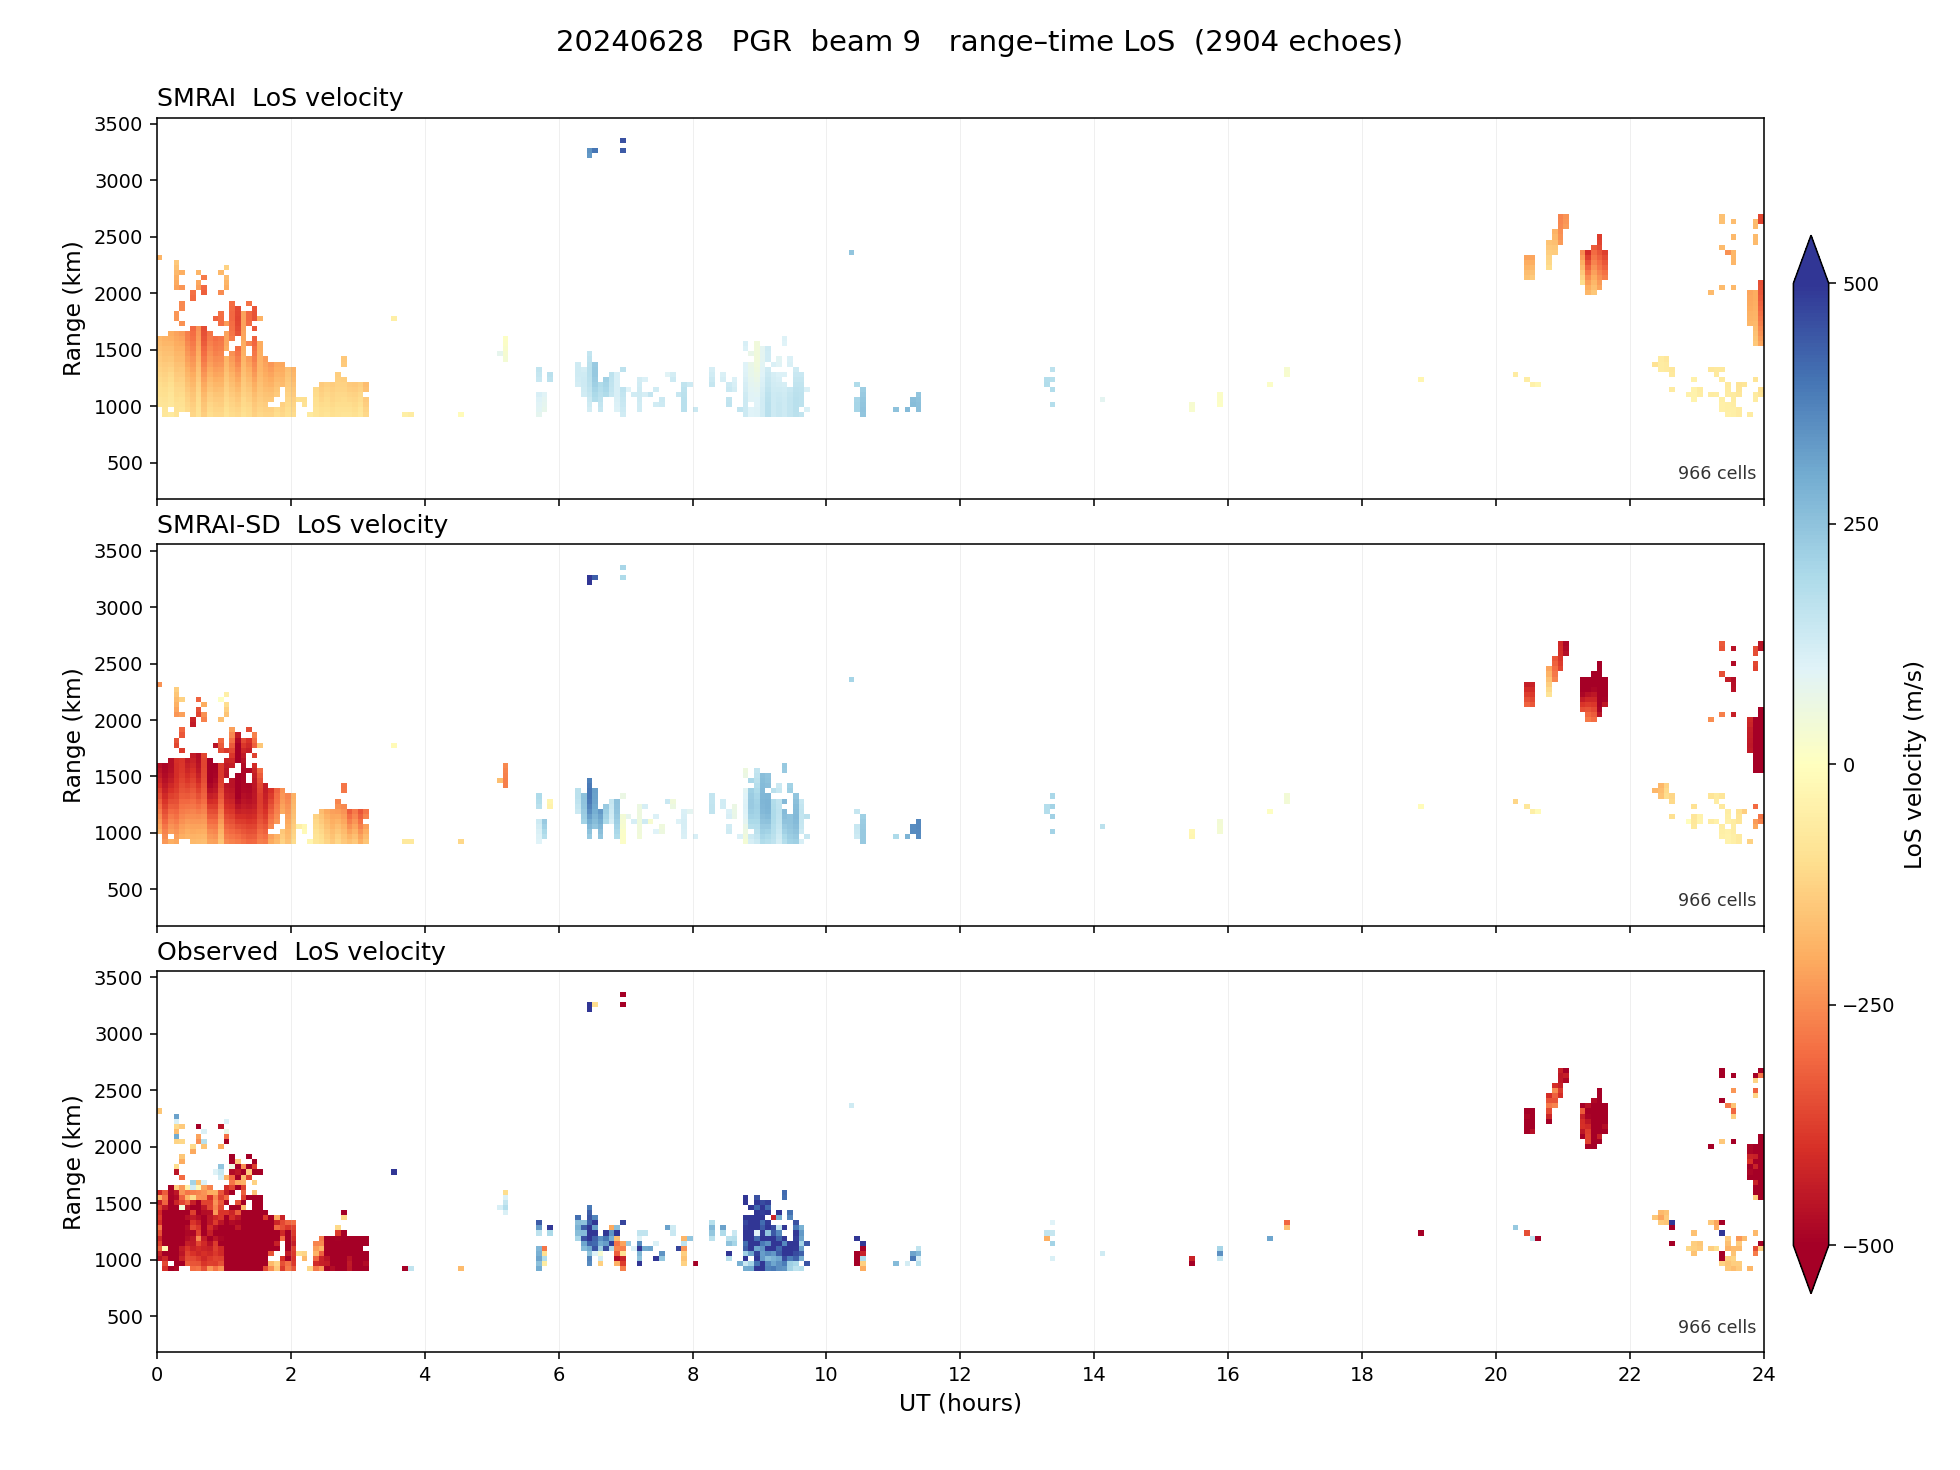 20240628   PGR  beam 9   range–time LoS  (2904 echoes)
SMRAI  LoS velocity
3500
3000
2500
2000
1500
1000
500
Range (km)
966 cells
SMRAI-SD  LoS velocity
3500
3000
2500
2000
1500
1000
500
Range (km)
966 cells
Observed  LoS velocity
3500
3000
2500
2000
1500
1000
500
Range (km)
966 cells
0 2 4 6 8 10 12 14 16 18 20 22 24
UT (hours)
500
250
0
−250
−500
LoS velocity (m/s)